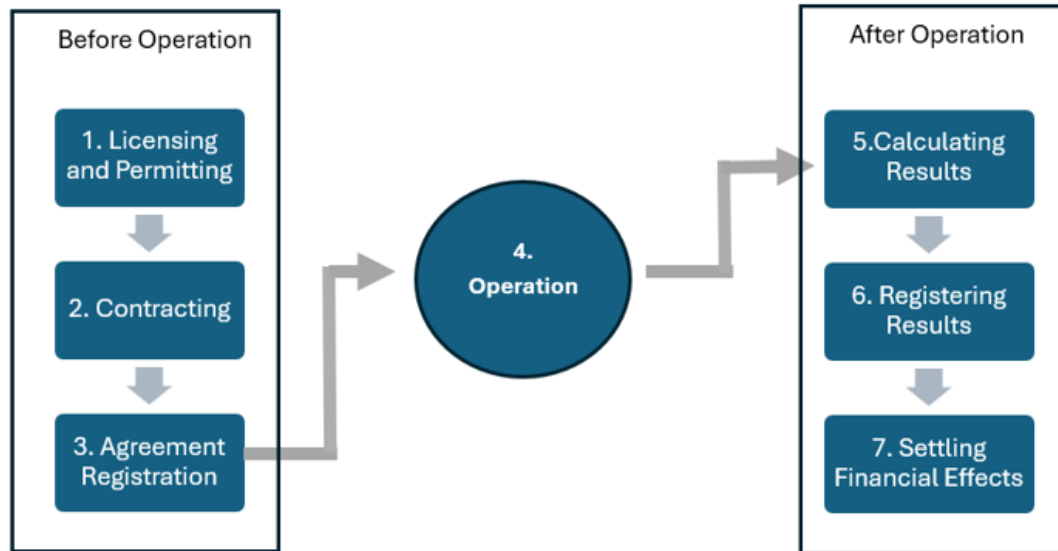 Before Operation
1. Licensing
and Permitting
2. Contracting
3. Agreement
Registration
4.
Operation
After Operation
5.Calculating
Results
6. Registering
Results
7. Settling
Financial Effects